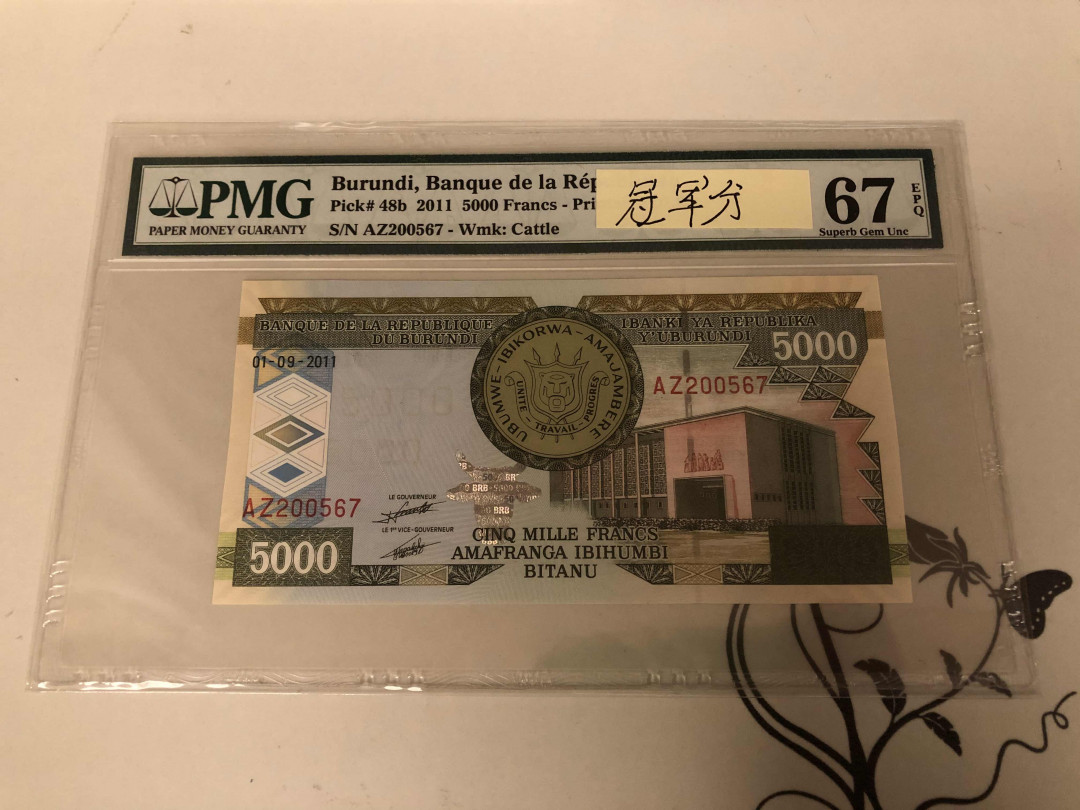 PMG
PAPER MONEY GUARANTY
Burundi, Banque de la Rép
Pick# 48b 2011 5000 Francs - Pri
S/N AZ200567 - Wmk: Cattle
冠军分
67
EPQ
Superb Gem Unc
BANQUE DE LA REPUBLIQUE
DU BURUNDI
IBANKI YA REPUBLIKA
Y'UBURUNDI
5000
01-09-2011
UBUMWE-IBIKORWA-AMAJAMBERE
UNITE - TRAVAIL - PROGRES
AZ200567
AZ200567
LE GOUVERNEUR
LE 1er VICE-GOUVERNEUR
5000
CINQ MILLE FRANCS
AMAFRANGA IBIHUMBI
BITANU